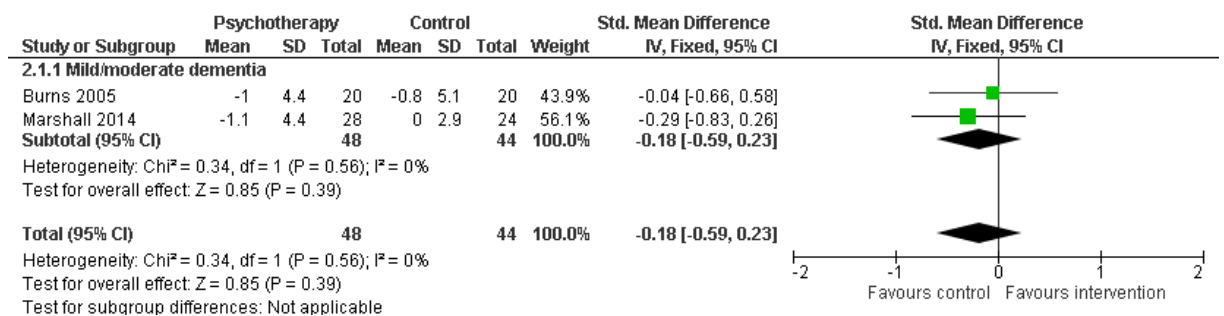 Psychotherapy Control Std. Mean Difference Std. Mean Difference
Study or Subgroup Mean SD Total Mean SD Total Weight IV, Fixed, 95% CI IV, Fixed, 95% CI
2.1.1 Mild/moderate dementia
Burns 2005 -1 4.4 20 -0.8 5.1 20 43.9% -0.04 [-0.66, 0.58]
Marshall 2014 -1.1 4.4 28 0 2.9 24 56.1% -0.29 [-0.83, 0.26]
Subtotal (95% CI) 48 44 100.0% -0.18 [-0.59, 0.23]
Heterogeneity: Chi² = 0.34, df = 1 (P = 0.56); I² = 0%
Test for overall effect: Z = 0.85 (P = 0.39)
Total (95% CI) 48 44 100.0% -0.18 [-0.59, 0.23]
Heterogeneity: Chi² = 0.34, df = 1 (P = 0.56); I² = 0%
Test for overall effect: Z = 0.85 (P = 0.39)
Test for subgroup differences: Not applicable
-2 -1 0 1 2
Favours control Favours intervention